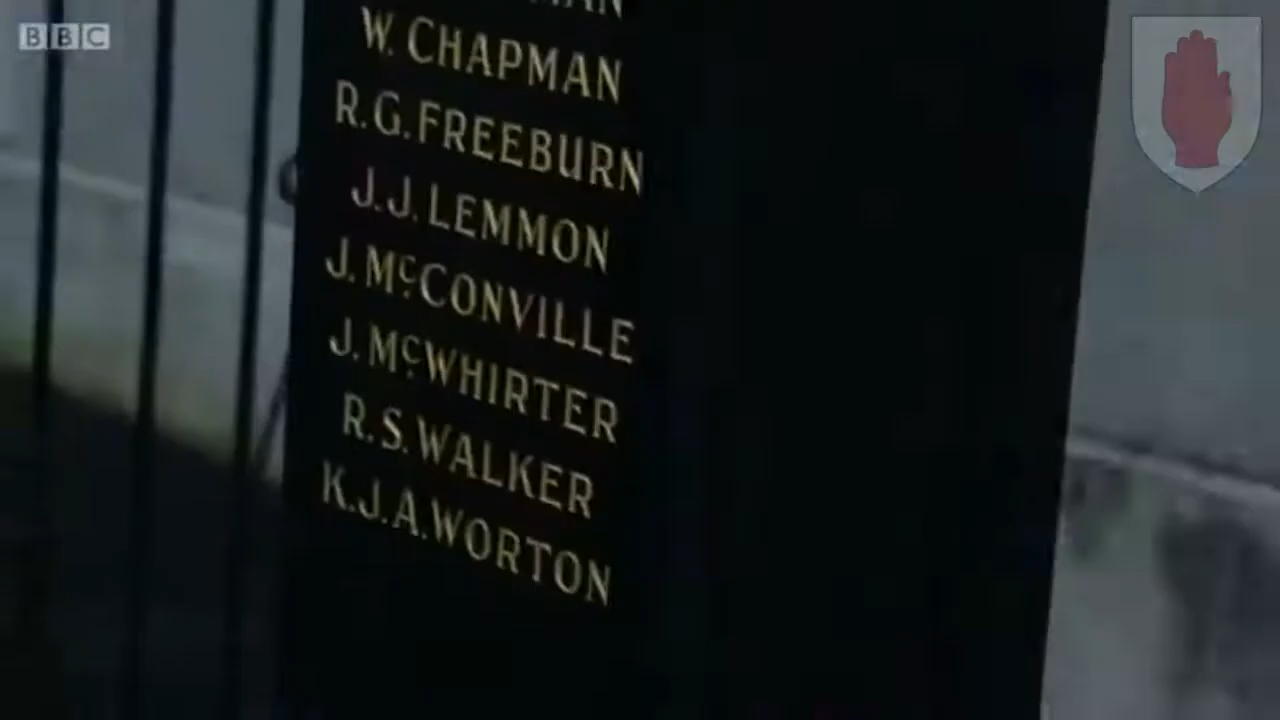 BBC
W. CHAPMAN
R.G. FREEBURN
J.J. LEMMON
J. McCONVILLE
J. McWHIRTER
R.S. WALKER
K.J.A. WORTON